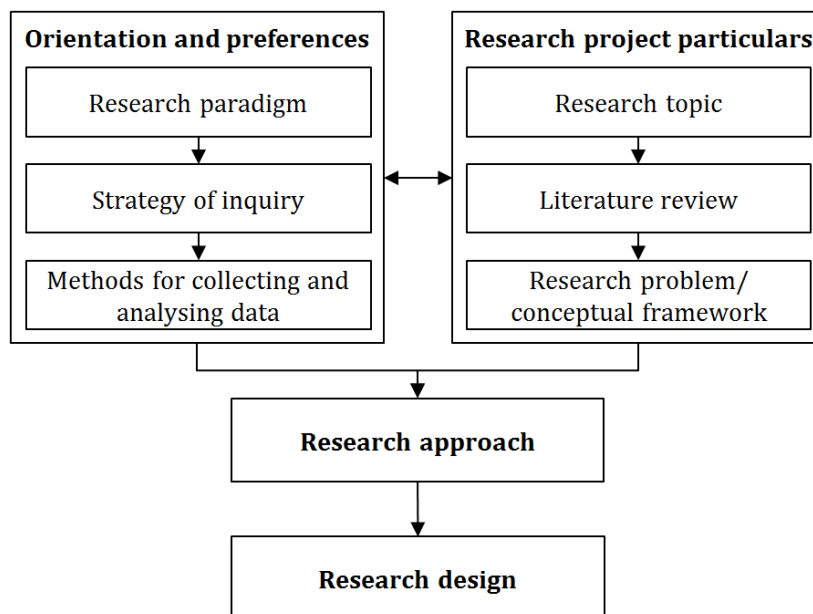 Orientation and preferences
Research paradigm
Strategy of inquiry
Methods for collecting and
analysing data
Research project particulars
Research topic
Literature review
Research problem/
conceptual framework
Research approach
Research design